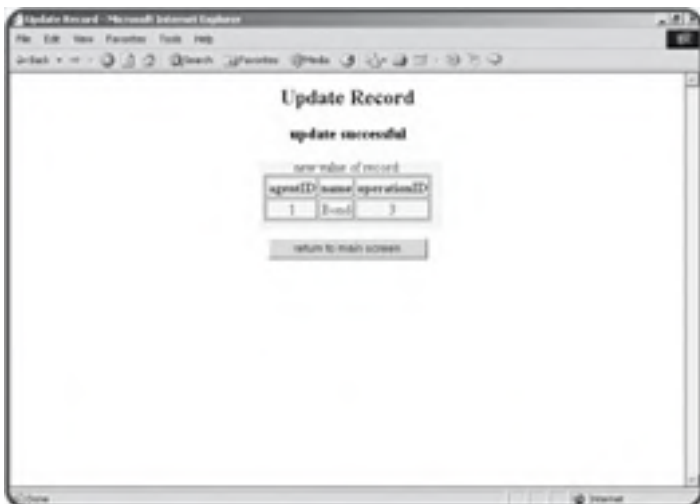 Update Record - Microsoft Internet Explorer
File Edit View Favorites Tools Help
Back Search Favorites Media
Update Record
update successful
new value of record
agentID name operationID
1 Bond 3
return to main screen
Done Internet